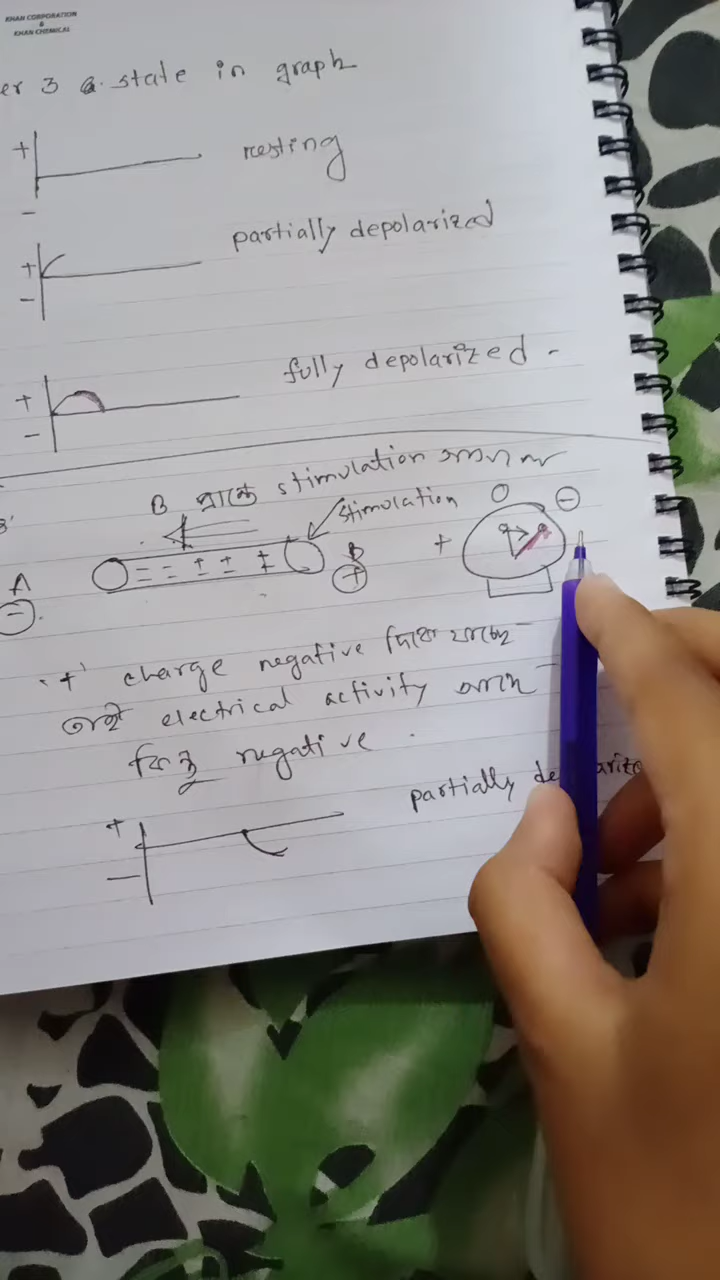 KHAN CORPORATION
&
KHAN CHEMICAL
er 3 state in graph
+ resting
-
partially depolarized
+
-
fully depolarized -
+
-
B প্রান্তে stimulation
Stimulation
A
B
+
-
+ O -
'+' charge negative দিকে যাচ্ছে
তাই electrical activity
কিন্তু negative.
+
-
partially de arize